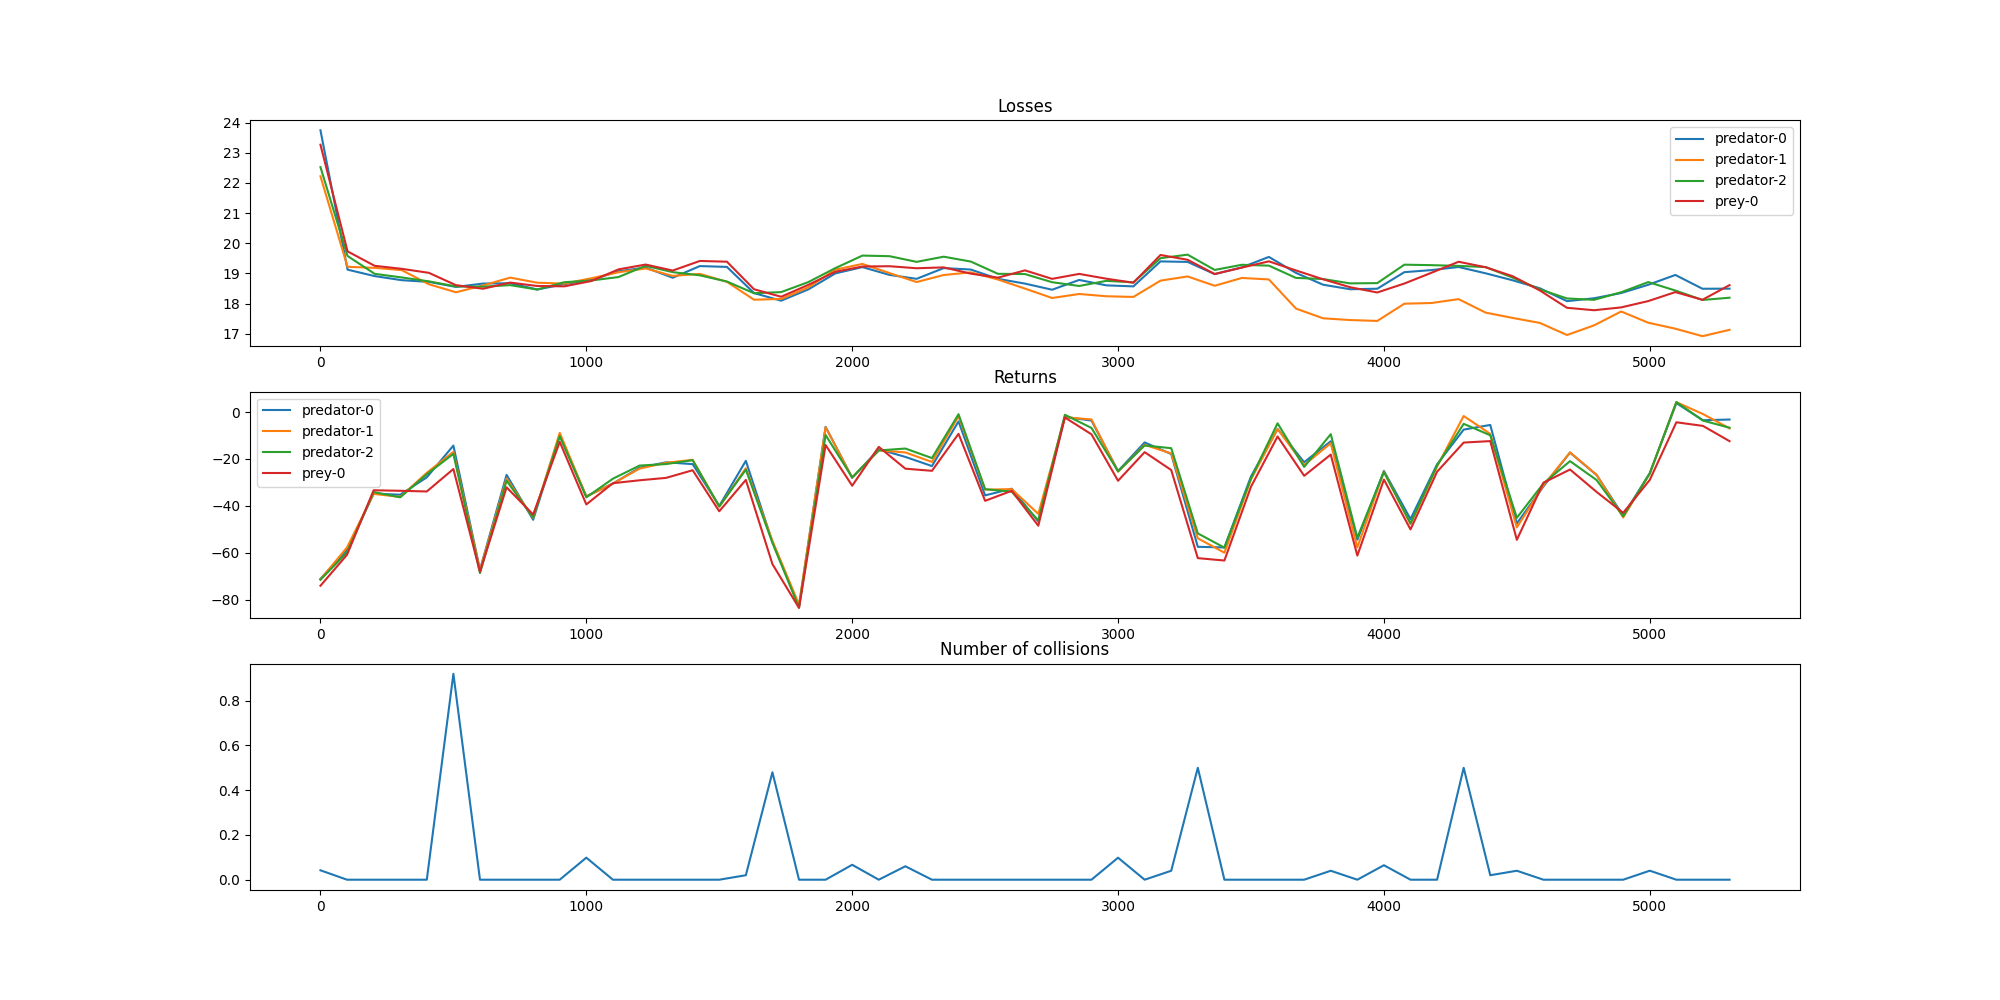 Losses
24
23
22
21
20
19
18
17
predator-0
predator-1
predator-2
prey-0
0 1000 2000 3000 4000 5000
Returns
0
−20
−40
−60
−80
predator-0
predator-1
predator-2
prey-0
0 1000 2000 3000 4000 5000
Number of collisions
0.8
0.6
0.4
0.2
0.0
0 1000 2000 3000 4000 5000